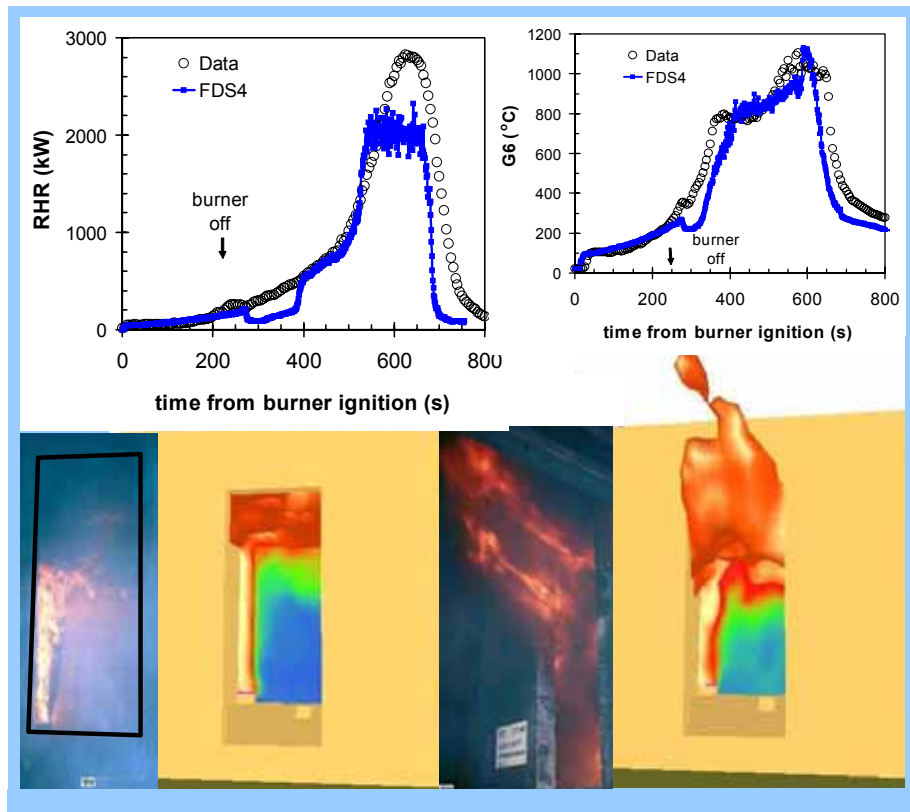 3000
2000
1000
0
RHR (kW)
Data
FDS4
burner
off
0 200 400 600 800
time from burner ignition (s)
1200
1000
800
600
400
200
0
G6 (°C)
Data
FDS4
burner
off
0 200 400 600 800
time from burner ignition (s)